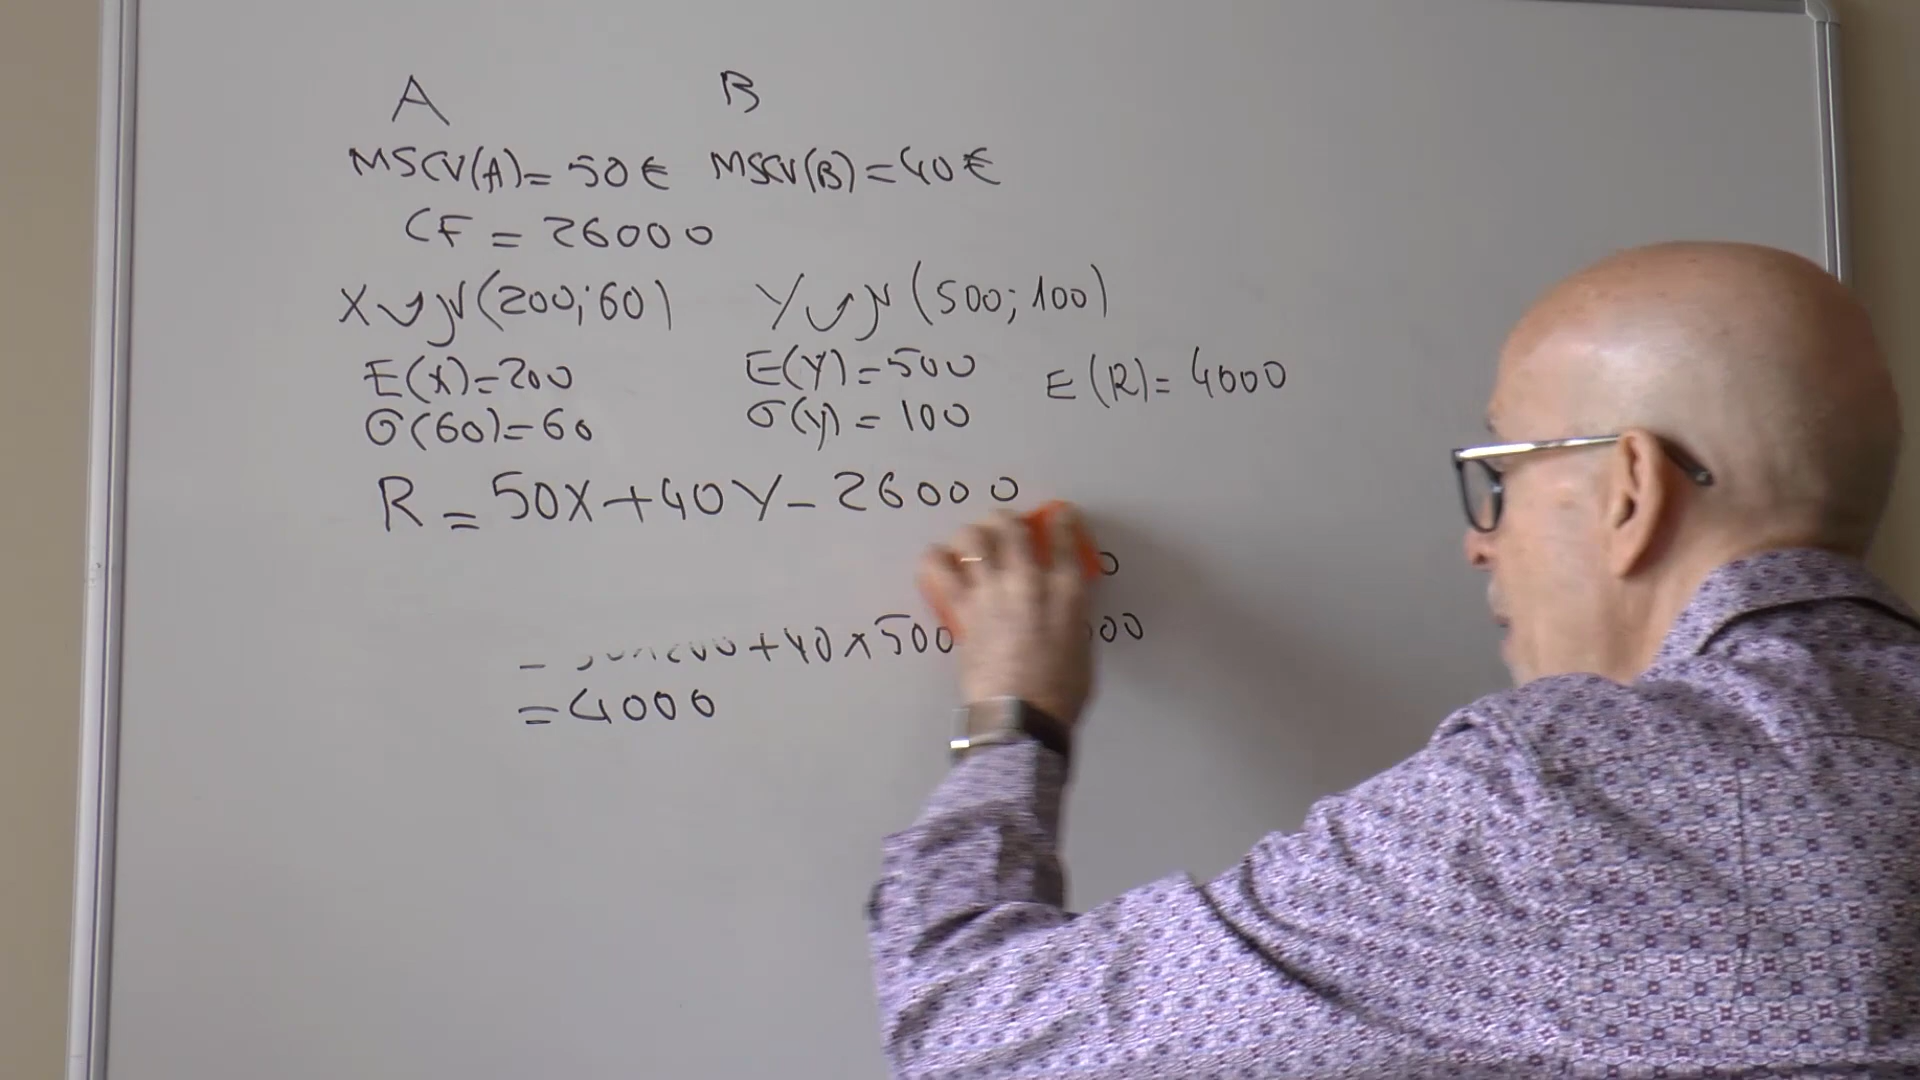 A B
MSCV(A)=50€ MSCV(B)=40€
CF = 26000
X↝N(200;60) Y↝N(500;100)
E(X)=200 E(Y)=500 E(R)=4000
σ(60)=60 σ(Y)=100
R = 50X+40Y-26000
+40×500
=4000